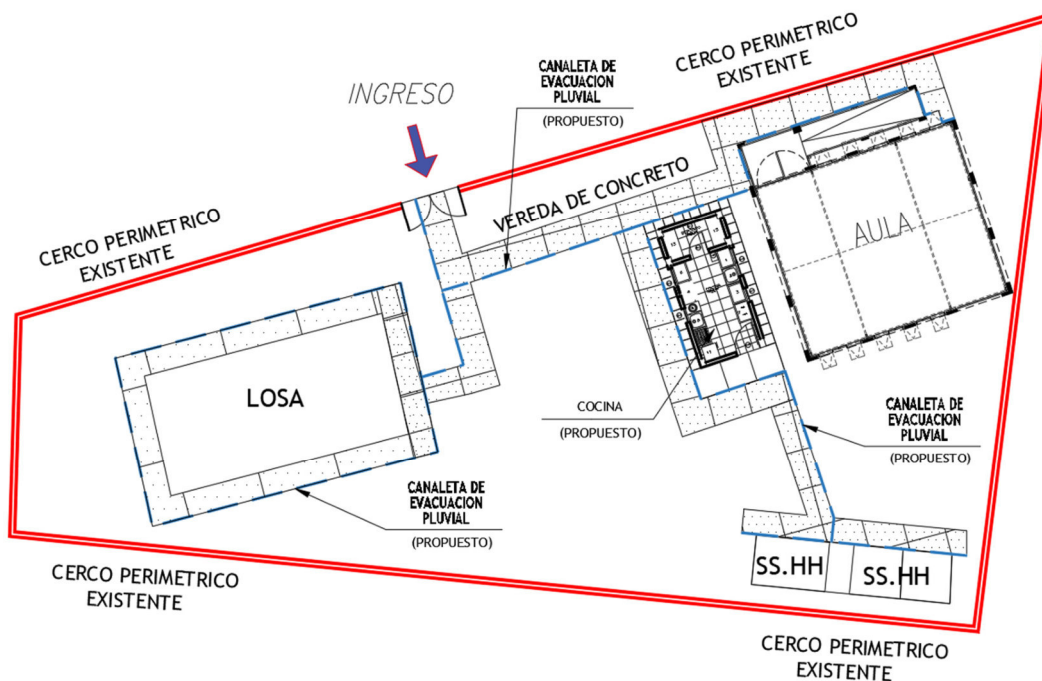 CERCO PERIMETRICO
EXISTENTE
CANALETA DE
EVACUACION
PLUVIAL
(PROPUESTO)
INGRESO
VEREDA DE CONCRETO
CERCO PERIMETRICO
EXISTENTE
AULA
LOSA
COCINA
(PROPUESTO)
CANALETA DE
EVACUACION
PLUVIAL
(PROPUESTO)
CANALETA DE
EVACUACION
PLUVIAL
(PROPUESTO)
SS.HH
SS.HH
CERCO PERIMETRICO
EXISTENTE
CERCO PERIMETRICO
EXISTENTE